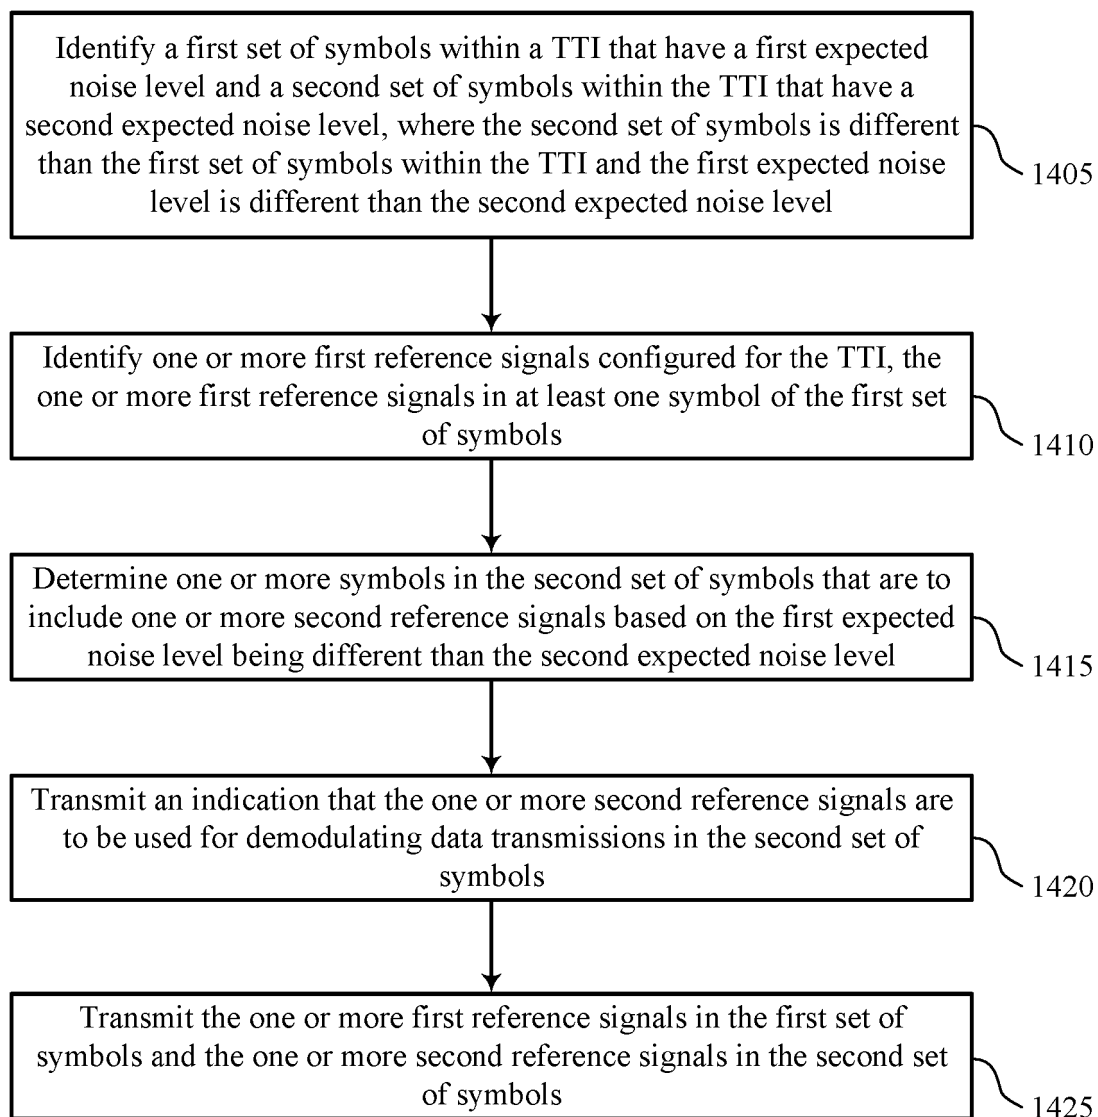 Identify a first set of symbols within a TTI that have a first expected
noise level and a second set of symbols within the TTI that have a
second expected noise level, where the second set of symbols is different
than the first set of symbols within the TTI and the first expected noise
level is different than the second expected noise level
1405
Identify one or more first reference signals configured for the TTI, the
one or more first reference signals in at least one symbol of the first set
of symbols
1410
Determine one or more symbols in the second set of symbols that are to
include one or more second reference signals based on the first expected
noise level being different than the second expected noise level
1415
Transmit an indication that the one or more second reference signals are
to be used for demodulating data transmissions in the second set of
symbols
1420
Transmit the one or more first reference signals in the first set of
symbols and the one or more second reference signals in the second set
of symbols
1425